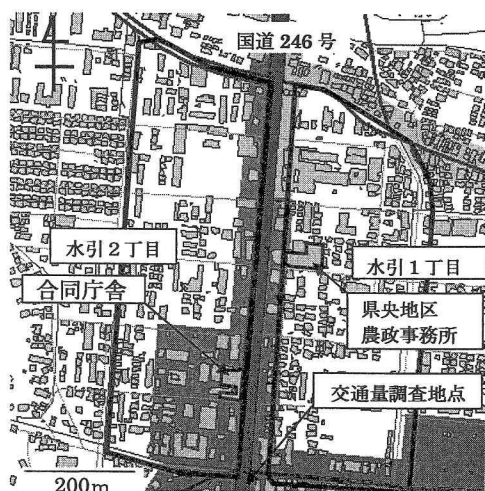 国道 246 号
水引２丁目
水引１丁目
合同庁舎
県央地区
農政事務所
交通量調査地点
200m